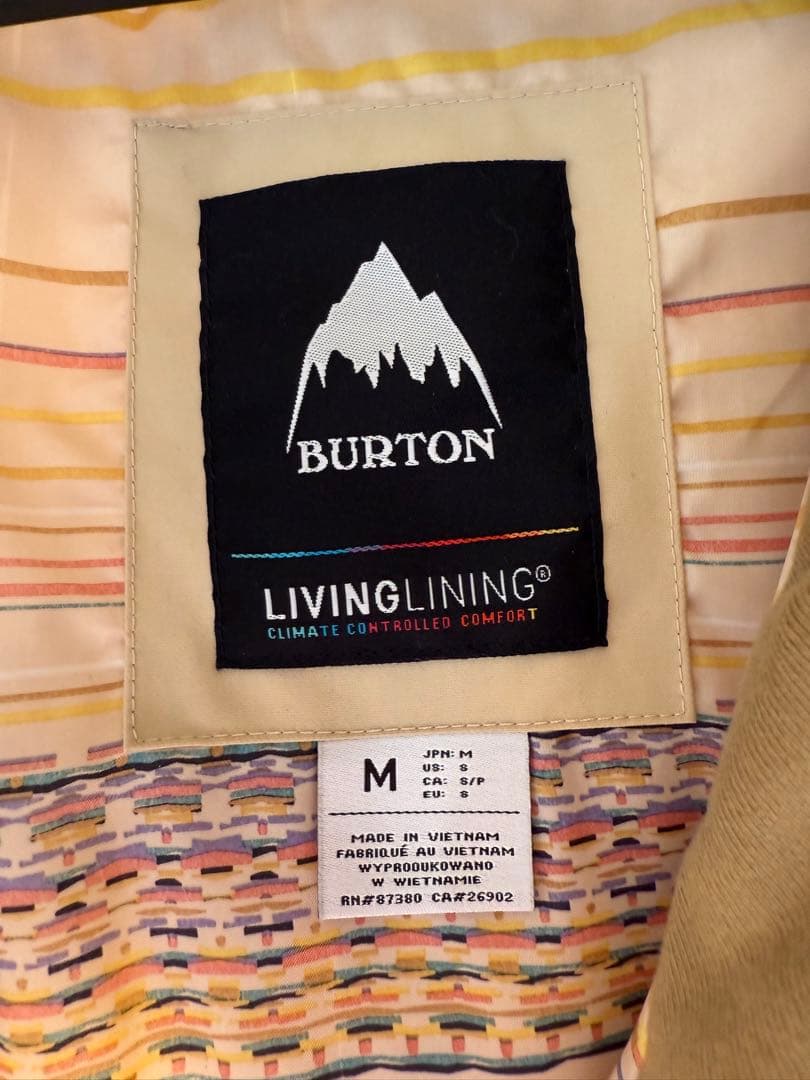 BURTON
LIVINGLINING®
CLIMATE CONTROLLED COMFORT
M
JPN: M
US: S
CA: S/P
EU: S
MADE IN VIETNAM
FABRIQUÉ AU VIETNAM
WYPRODUKOWANO
W WIETNAMIE
RN#87380 CA#26902